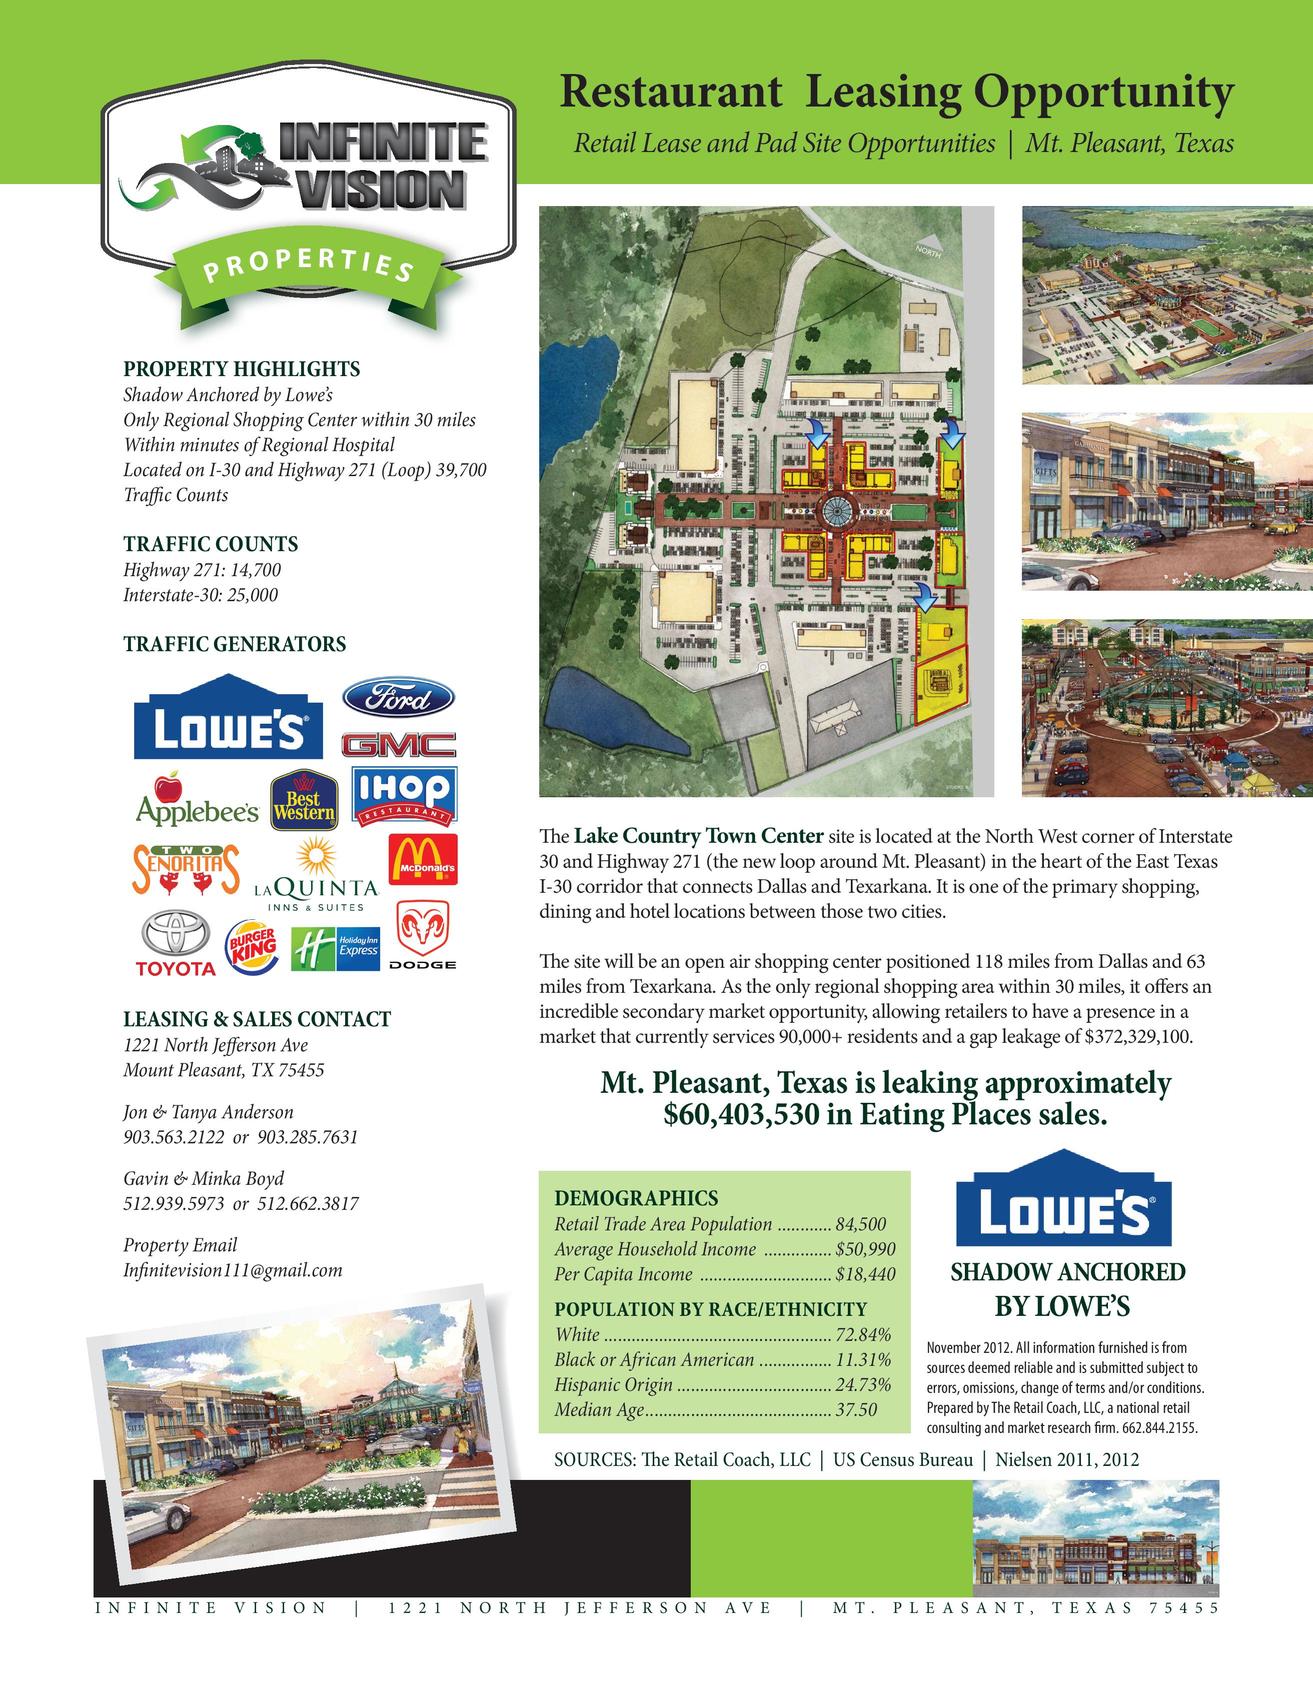 Restaurant Leasing Opportunity
Retail Lease and Pad Site Opportunities | Mt. Pleasant, Texas
INFINITE
VISION
PROPERTIES
PROPERTY HIGHLIGHTS
Shadow Anchored by Lowe's
Only Regional Shopping Center within 30 miles
Within minutes of Regional Hospital
Located on I-30 and Highway 271 (Loop) 39,700
Traffic Counts
TRAFFIC COUNTS
Highway 271: 14,700
Interstate-30: 25,000
TRAFFIC GENERATORS
LOWE'S
Ford
GMC
Applebee's
Best
Western
IHOP
RESTAURANT
TWO
SENORITAS
LAQUINTA
INNS & SUITES
McDonald's
TOYOTA
BURGER
KING
Holiday Inn
Express
DODGE
LEASING & SALES CONTACT
1221 North Jefferson Ave
Mount Pleasant, TX 75455
Jon & Tanya Anderson
903.563.2122 or 903.285.7631
Gavin & Minka Boyd
512.939.5973 or 512.662.3817
Property Email
Infinitevision111@gmail.com
NORTH
GIFTS
The Lake Country Town Center site is located at the North West corner of Interstate
30 and Highway 271 (the new loop around Mt. Pleasant) in the heart of the East Texas
I-30 corridor that connects Dallas and Texarkana. It is one of the primary shopping,
dining and hotel locations between those two cities.
The site will be an open air shopping center positioned 118 miles from Dallas and 63
miles from Texarkana. As the only regional shopping area within 30 miles, it offers an
incredible secondary market opportunity, allowing retailers to have a presence in a
market that currently services 90,000+ residents and a gap leakage of $372,329,100.
Mt. Pleasant, Texas is leaking approximately
$60,403,530 in Eating Places sales.
DEMOGRAPHICS
Retail Trade Area Population ........... 84,500
Average Household Income .............. $50,990
Per Capita Income ........................... $18,440
POPULATION BY RACE/ETHNICITY
White ............................................... 72.84%
Black or African American ............... 11.31%
Hispanic Origin ................................ 24.73%
Median Age...................................... 37.50
LOWE'S
SHADOW ANCHORED
BY LOWE'S
November 2012. All information furnished is from
sources deemed reliable and is submitted subject to
errors, omissions, change of terms and/or conditions.
Prepared by The Retail Coach, LLC, a national retail
consulting and market research firm. 662.844.2155.
SOURCES: The Retail Coach, LLC | US Census Bureau | Nielsen 2011, 2012
GIFTS
INFINITE VISION | 1221 NORTH JEFFERSON AVE | MT. PLEASANT, TEXAS 75455